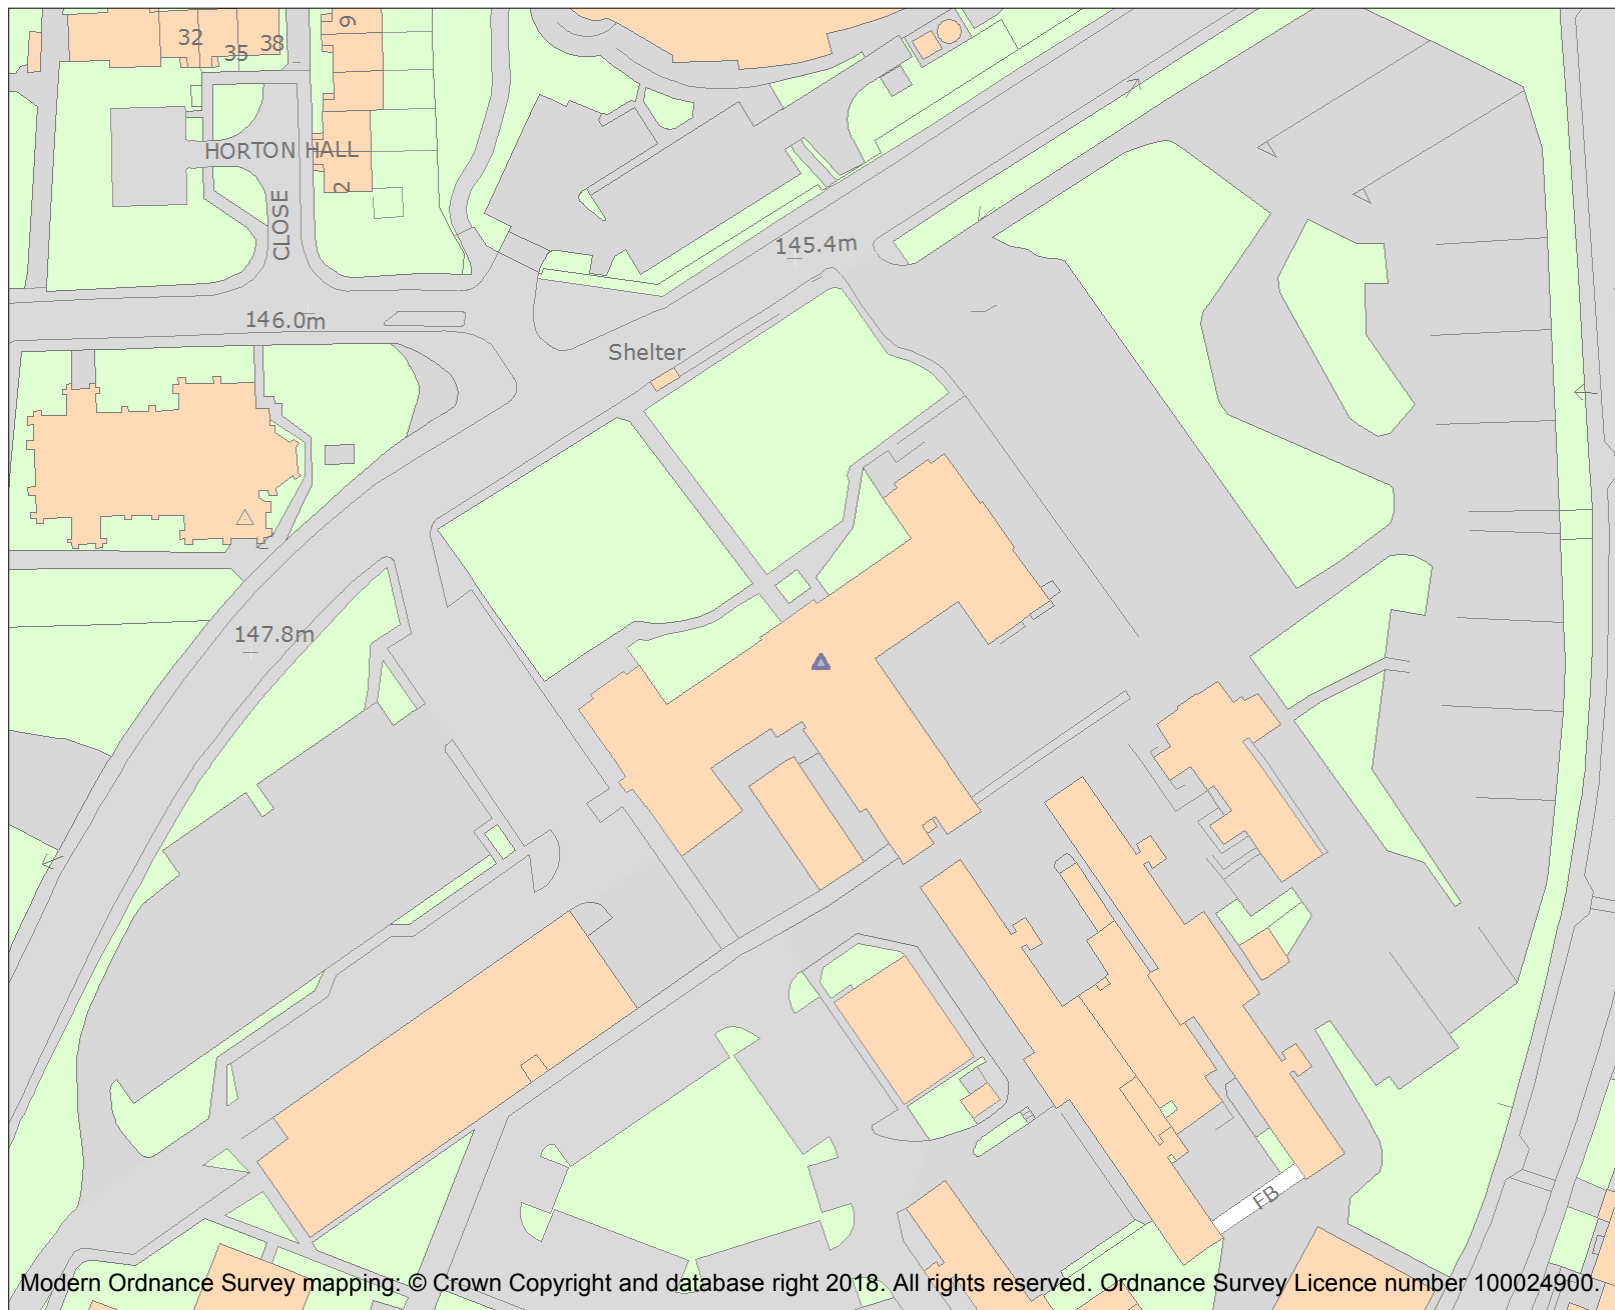 32
35
38
9
HORTON HALL
2
CLOSE
145.4m
146.0m
Shelter
147.8m
FB
Modern Ordnance Survey mapping: © Crown Copyright and database right 2018. All rights reserved. Ordnance Survey Licence number 100024900.